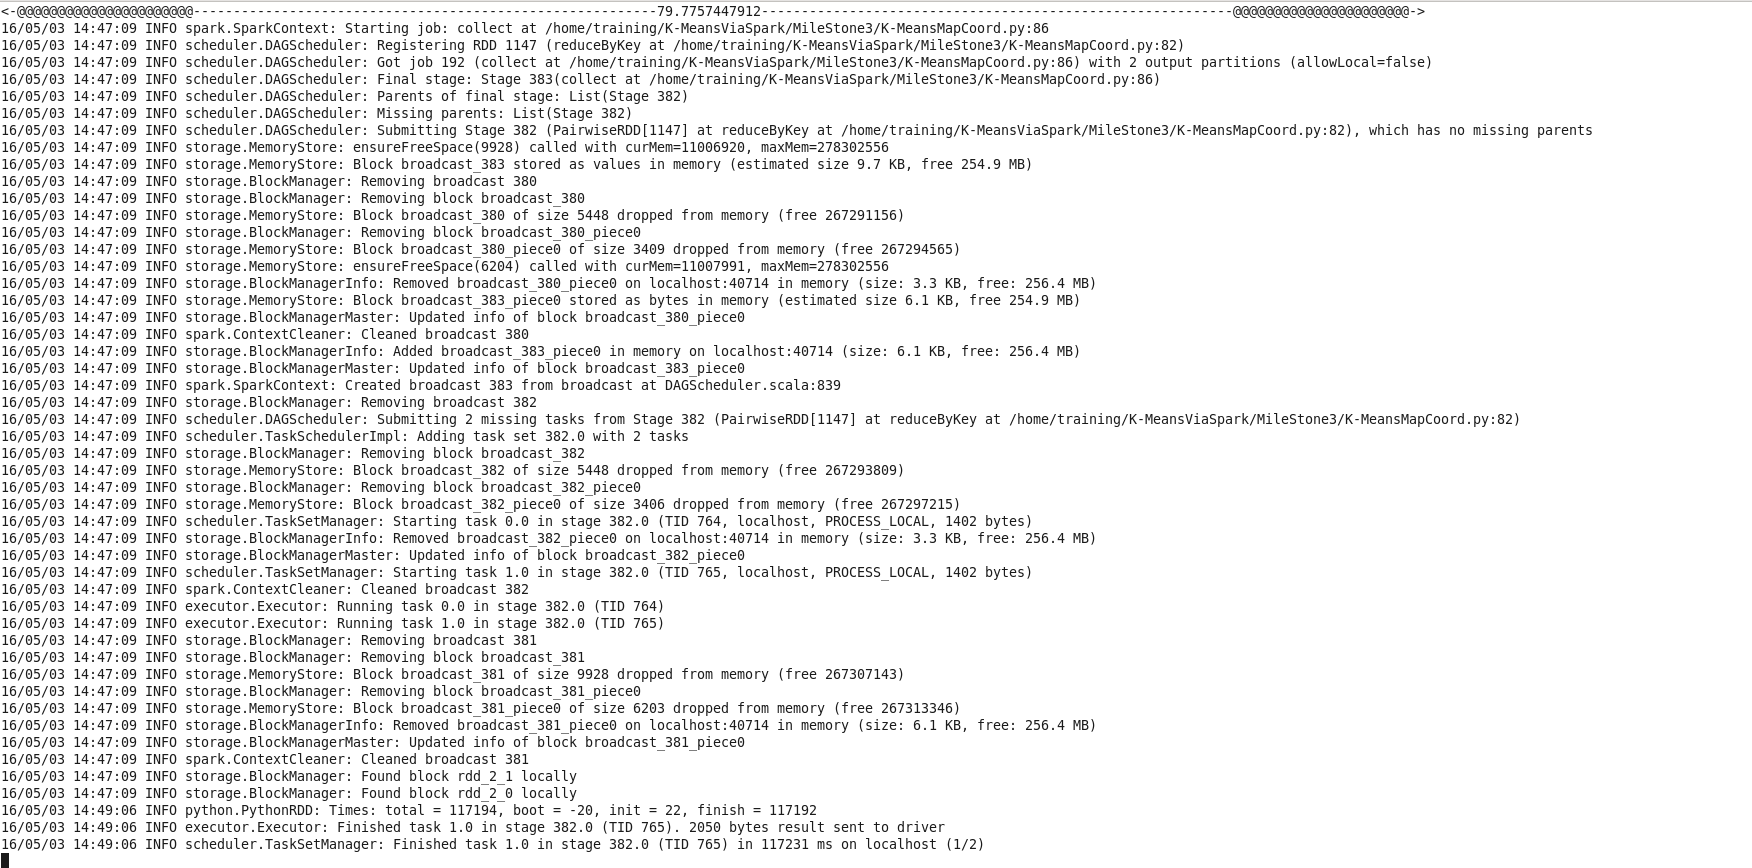 <-@@@@@@@@@@@@@@@@@@@@@@----------------------------------------------------------79.7757447912-----------------------------------------------------------@@@@@@@@@@@@@@@@@@@@@@->
16/05/03 14:47:09 INFO spark.SparkContext: Starting job: collect at /home/training/K-MeansViaSpark/MileStone3/K-MeansMapCoord.py:86
16/05/03 14:47:09 INFO scheduler.DAGScheduler: Registering RDD 1147 (reduceByKey at /home/training/K-MeansViaSpark/MileStone3/K-MeansMapCoord.py:82)
16/05/03 14:47:09 INFO scheduler.DAGScheduler: Got job 192 (collect at /home/training/K-MeansViaSpark/MileStone3/K-MeansMapCoord.py:86) with 2 output partitions (allowLocal=false)
16/05/03 14:47:09 INFO scheduler.DAGScheduler: Final stage: Stage 383(collect at /home/training/K-MeansViaSpark/MileStone3/K-MeansMapCoord.py:86)
16/05/03 14:47:09 INFO scheduler.DAGScheduler: Parents of final stage: List(Stage 382)
16/05/03 14:47:09 INFO scheduler.DAGScheduler: Missing parents: List(Stage 382)
16/05/03 14:47:09 INFO scheduler.DAGScheduler: Submitting Stage 382 (PairwiseRDD[1147] at reduceByKey at /home/training/K-MeansViaSpark/MileStone3/K-MeansMapCoord.py:82), which has no missing parents
16/05/03 14:47:09 INFO storage.MemoryStore: ensureFreeSpace(9928) called with curMem=11006920, maxMem=278302556
16/05/03 14:47:09 INFO storage.MemoryStore: Block broadcast_383 stored as values in memory (estimated size 9.7 KB, free 254.9 MB)
16/05/03 14:47:09 INFO storage.BlockManager: Removing broadcast 380
16/05/03 14:47:09 INFO storage.BlockManager: Removing block broadcast_380
16/05/03 14:47:09 INFO storage.MemoryStore: Block broadcast_380 of size 5448 dropped from memory (free 267291156)
16/05/03 14:47:09 INFO storage.BlockManager: Removing block broadcast_380_piece0
16/05/03 14:47:09 INFO storage.MemoryStore: Block broadcast_380_piece0 of size 3409 dropped from memory (free 267294565)
16/05/03 14:47:09 INFO storage.MemoryStore: ensureFreeSpace(6204) called with curMem=11007991, maxMem=278302556
16/05/03 14:47:09 INFO storage.BlockManagerInfo: Removed broadcast_380_piece0 on localhost:40714 in memory (size: 3.3 KB, free: 256.4 MB)
16/05/03 14:47:09 INFO storage.MemoryStore: Block broadcast_383_piece0 stored as bytes in memory (estimated size 6.1 KB, free 254.9 MB)
16/05/03 14:47:09 INFO storage.BlockManagerMaster: Updated info of block broadcast_380_piece0
16/05/03 14:47:09 INFO spark.ContextCleaner: Cleaned broadcast 380
16/05/03 14:47:09 INFO storage.BlockManagerInfo: Added broadcast_383_piece0 in memory on localhost:40714 (size: 6.1 KB, free: 256.4 MB)
16/05/03 14:47:09 INFO storage.BlockManagerMaster: Updated info of block broadcast_383_piece0
16/05/03 14:47:09 INFO spark.SparkContext: Created broadcast 383 from broadcast at DAGScheduler.scala:839
16/05/03 14:47:09 INFO storage.BlockManager: Removing broadcast 382
16/05/03 14:47:09 INFO scheduler.DAGScheduler: Submitting 2 missing tasks from Stage 382 (PairwiseRDD[1147] at reduceByKey at /home/training/K-MeansViaSpark/MileStone3/K-MeansMapCoord.py:82)
16/05/03 14:47:09 INFO scheduler.TaskSchedulerImpl: Adding task set 382.0 with 2 tasks
16/05/03 14:47:09 INFO storage.BlockManager: Removing block broadcast_382
16/05/03 14:47:09 INFO storage.MemoryStore: Block broadcast_382 of size 5448 dropped from memory (free 267293809)
16/05/03 14:47:09 INFO storage.BlockManager: Removing block broadcast_382_piece0
16/05/03 14:47:09 INFO storage.MemoryStore: Block broadcast_382_piece0 of size 3406 dropped from memory (free 267297215)
16/05/03 14:47:09 INFO scheduler.TaskSetManager: Starting task 0.0 in stage 382.0 (TID 764, localhost, PROCESS_LOCAL, 1402 bytes)
16/05/03 14:47:09 INFO storage.BlockManagerInfo: Removed broadcast_382_piece0 on localhost:40714 in memory (size: 3.3 KB, free: 256.4 MB)
16/05/03 14:47:09 INFO storage.BlockManagerMaster: Updated info of block broadcast_382_piece0
16/05/03 14:47:09 INFO scheduler.TaskSetManager: Starting task 1.0 in stage 382.0 (TID 765, localhost, PROCESS_LOCAL, 1402 bytes)
16/05/03 14:47:09 INFO spark.ContextCleaner: Cleaned broadcast 382
16/05/03 14:47:09 INFO executor.Executor: Running task 0.0 in stage 382.0 (TID 764)
16/05/03 14:47:09 INFO executor.Executor: Running task 1.0 in stage 382.0 (TID 765)
16/05/03 14:47:09 INFO storage.BlockManager: Removing broadcast 381
16/05/03 14:47:09 INFO storage.BlockManager: Removing block broadcast_381
16/05/03 14:47:09 INFO storage.MemoryStore: Block broadcast_381 of size 9928 dropped from memory (free 267307143)
16/05/03 14:47:09 INFO storage.BlockManager: Removing block broadcast_381_piece0
16/05/03 14:47:09 INFO storage.MemoryStore: Block broadcast_381_piece0 of size 6203 dropped from memory (free 267313346)
16/05/03 14:47:09 INFO storage.BlockManagerInfo: Removed broadcast_381_piece0 on localhost:40714 in memory (size: 6.1 KB, free: 256.4 MB)
16/05/03 14:47:09 INFO storage.BlockManagerMaster: Updated info of block broadcast_381_piece0
16/05/03 14:47:09 INFO spark.ContextCleaner: Cleaned broadcast 381
16/05/03 14:47:09 INFO storage.BlockManager: Found block rdd_2_1 locally
16/05/03 14:47:09 INFO storage.BlockManager: Found block rdd_2_0 locally
16/05/03 14:49:06 INFO python.PythonRDD: Times: total = 117194, boot = -20, init = 22, finish = 117192
16/05/03 14:49:06 INFO executor.Executor: Finished task 1.0 in stage 382.0 (TID 765). 2050 bytes result sent to driver
16/05/03 14:49:06 INFO scheduler.TaskSetManager: Finished task 1.0 in stage 382.0 (TID 765) in 117231 ms on localhost (1/2)